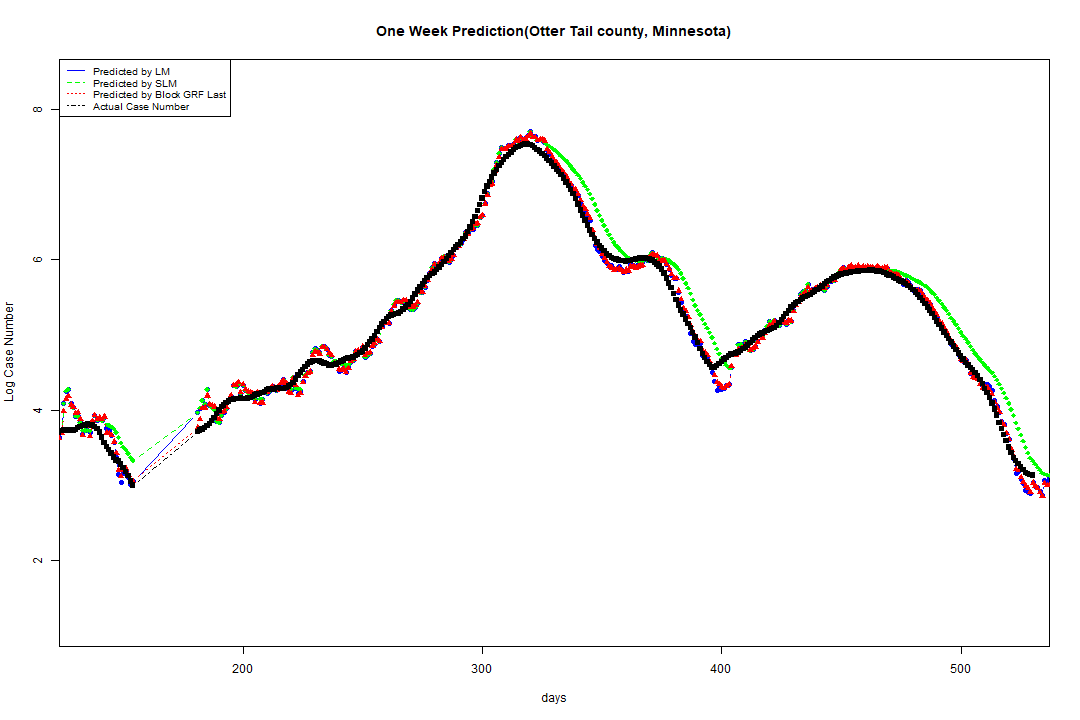 One Week Prediction(Otter Tail county, Minnesota)
Predicted by LM
Predicted by SLM
Predicted by Block GRF Last
Actual Case Number
8
6
4
2
Log Case Number
200
300
400
500
days